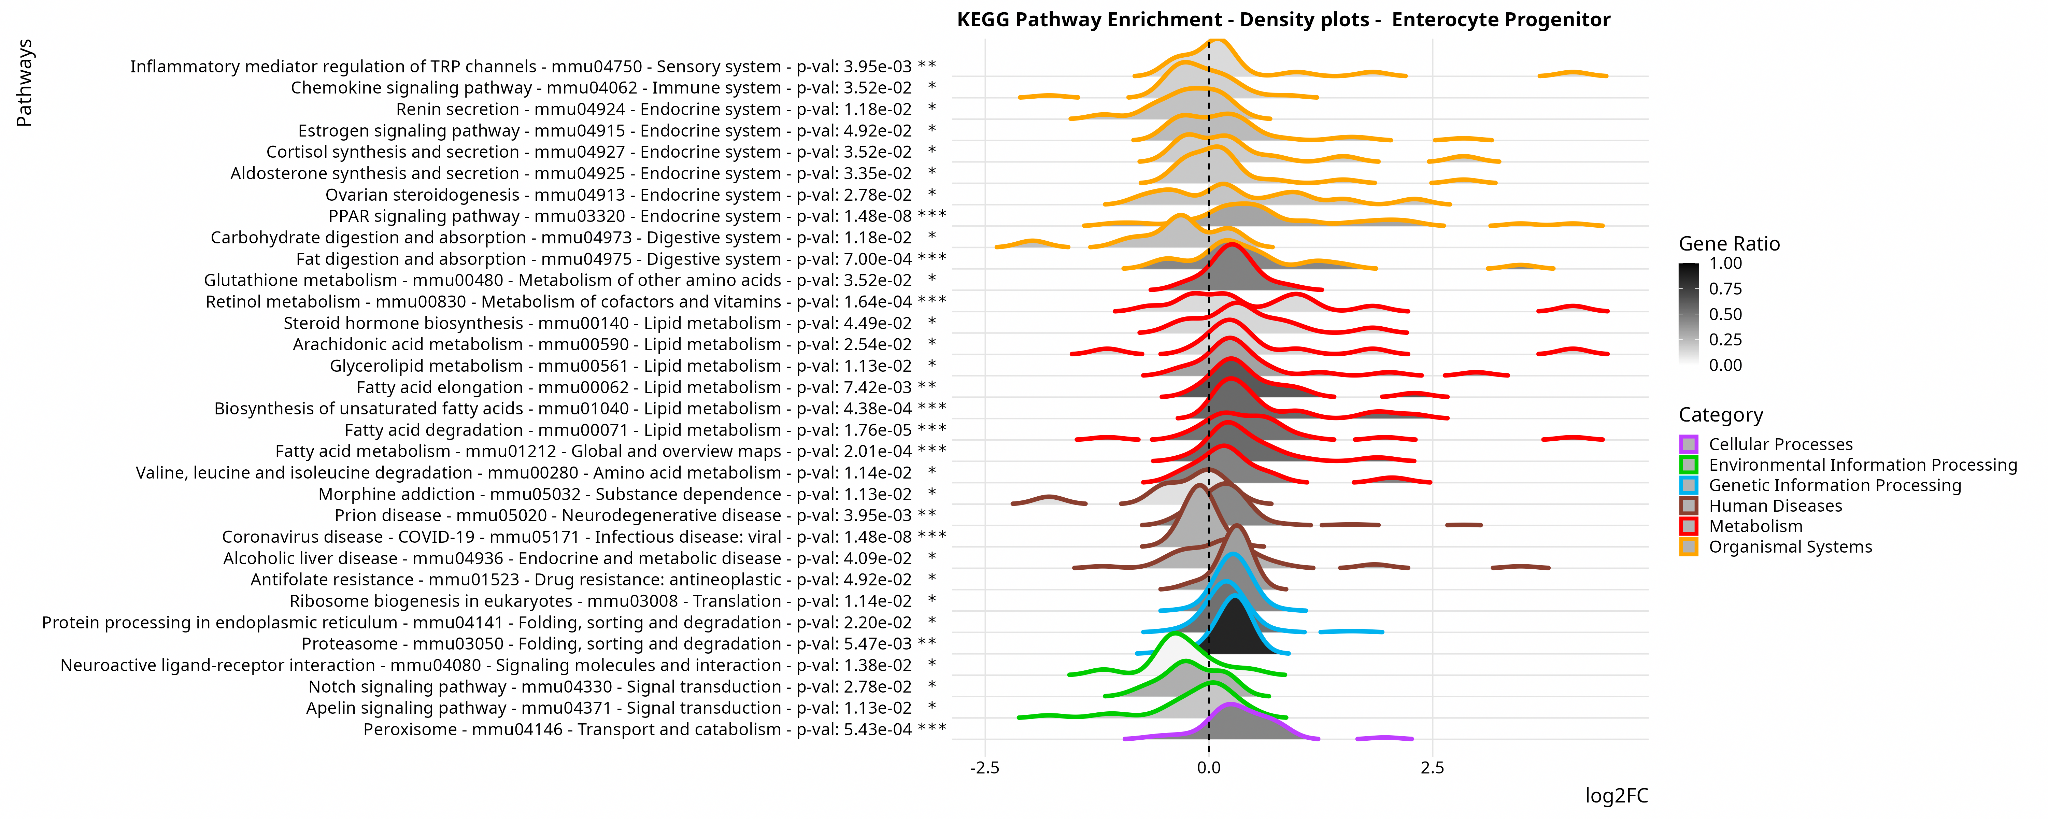 KEGG Pathway Enrichment - Density plots -  Enterocyte Progenitor
Pathways
Inflammatory mediator regulation of TRP channels - mmu04750 - Sensory system - p-val: 3.95e-03 **
Chemokine signaling pathway - mmu04062 - Immune system - p-val: 3.52e-02 *
Renin secretion - mmu04924 - Endocrine system - p-val: 1.18e-02 *
Estrogen signaling pathway - mmu04915 - Endocrine system - p-val: 4.92e-02 *
Cortisol synthesis and secretion - mmu04927 - Endocrine system - p-val: 3.52e-02 *
Aldosterone synthesis and secretion - mmu04925 - Endocrine system - p-val: 3.35e-02 *
Ovarian steroidogenesis - mmu04913 - Endocrine system - p-val: 2.78e-02 *
PPAR signaling pathway - mmu03320 - Endocrine system - p-val: 1.48e-08 ***
Carbohydrate digestion and absorption - mmu04973 - Digestive system - p-val: 1.18e-02 *
Fat digestion and absorption - mmu04975 - Digestive system - p-val: 7.00e-04 ***
Glutathione metabolism - mmu00480 - Metabolism of other amino acids - p-val: 3.52e-02 *
Retinol metabolism - mmu00830 - Metabolism of cofactors and vitamins - p-val: 1.64e-04 ***
Steroid hormone biosynthesis - mmu00140 - Lipid metabolism - p-val: 4.49e-02 *
Arachidonic acid metabolism - mmu00590 - Lipid metabolism - p-val: 2.54e-02 *
Glycerolipid metabolism - mmu00561 - Lipid metabolism - p-val: 1.13e-02 *
Fatty acid elongation - mmu00062 - Lipid metabolism - p-val: 7.42e-03 **
Biosynthesis of unsaturated fatty acids - mmu01040 - Lipid metabolism - p-val: 4.38e-04 ***
Fatty acid degradation - mmu00071 - Lipid metabolism - p-val: 1.76e-05 ***
Fatty acid metabolism - mmu01212 - Global and overview maps - p-val: 2.01e-04 ***
Valine, leucine and isoleucine degradation - mmu00280 - Amino acid metabolism - p-val: 1.14e-02 *
Morphine addiction - mmu05032 - Substance dependence - p-val: 1.13e-02 *
Prion disease - mmu05020 - Neurodegenerative disease - p-val: 3.95e-03 **
Coronavirus disease - COVID-19 - mmu05171 - Infectious disease: viral - p-val: 1.48e-08 ***
Alcoholic liver disease - mmu04936 - Endocrine and metabolic disease - p-val: 4.09e-02 *
Antifolate resistance - mmu01523 - Drug resistance: antineoplastic - p-val: 4.92e-02 *
Ribosome biogenesis in eukaryotes - mmu03008 - Translation - p-val: 1.14e-02 *
Protein processing in endoplasmic reticulum - mmu04141 - Folding, sorting and degradation - p-val: 2.20e-02 *
Proteasome - mmu03050 - Folding, sorting and degradation - p-val: 5.47e-03 **
Neuroactive ligand-receptor interaction - mmu04080 - Signaling molecules and interaction - p-val: 1.38e-02 *
Notch signaling pathway - mmu04330 - Signal transduction - p-val: 2.78e-02 *
Apelin signaling pathway - mmu04371 - Signal transduction - p-val: 1.13e-02 *
Peroxisome - mmu04146 - Transport and catabolism - p-val: 5.43e-04 ***
-2.5 0.0 2.5
log2FC
Gene Ratio
1.00
0.75
0.50
0.25
0.00
Category
Cellular Processes
Environmental Information Processing
Genetic Information Processing
Human Diseases
Metabolism
Organismal Systems